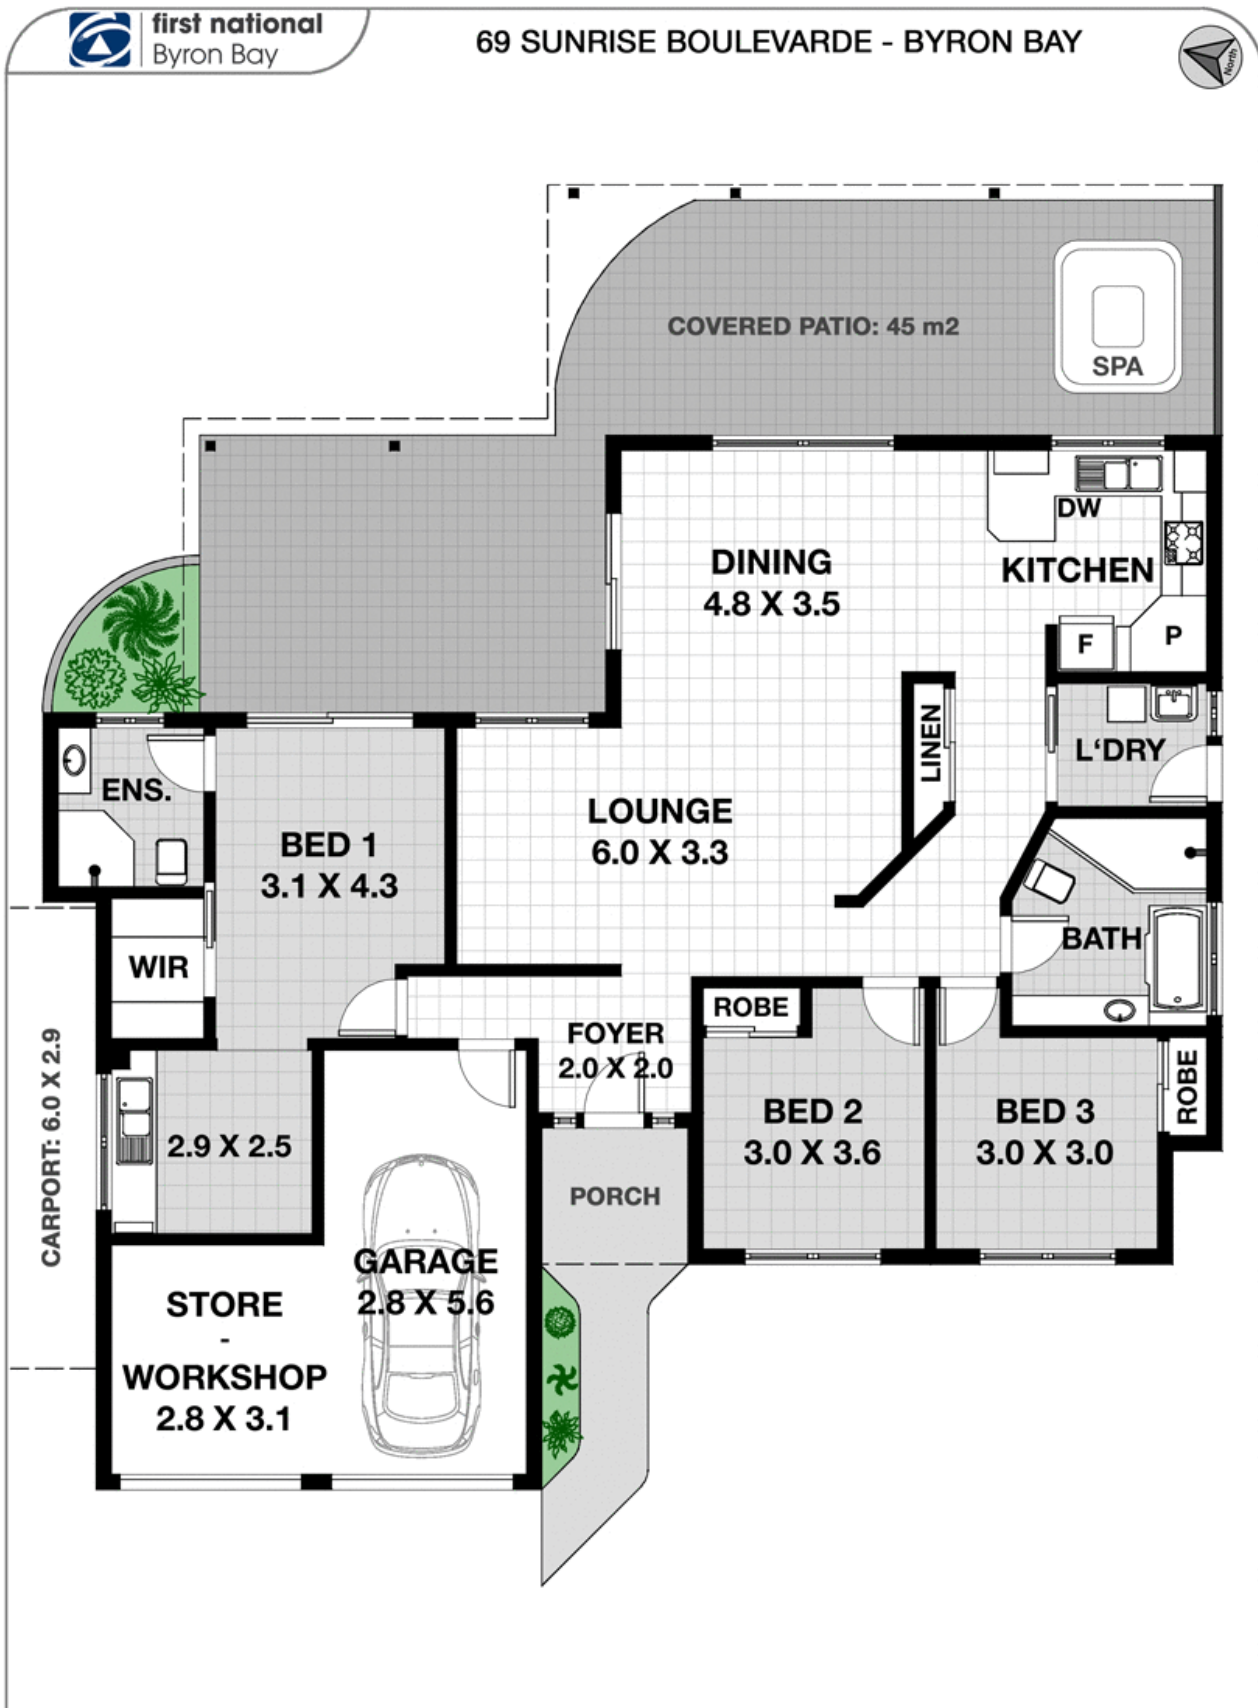 first national
Byron Bay
69 SUNRISE BOULEVARDE - BYRON BAY
North
COVERED PATIO: 45 m2
SPA
DW
DINING
4.8 X 3.5
KITCHEN
F
P
LINEN
L'DRY
ENS.
LOUNGE
6.0 X 3.3
BED 1
3.1 X 4.3
BATH
WIR
ROBE
FOYER
2.0 X 2.0
CARPORT: 6.0 X 2.9
ROBE
BED 2
3.0 X 3.6
BED 3
3.0 X 3.0
2.9 X 2.5
PORCH
GARAGE
2.8 X 5.6
STORE
-
WORKSHOP
2.8 X 3.1